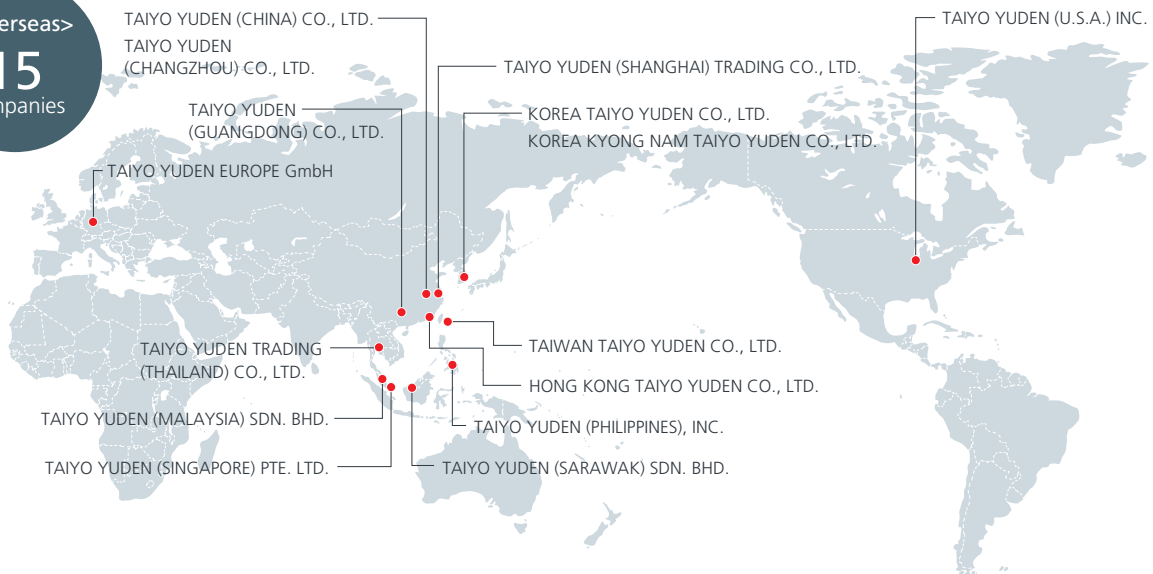 15
TAIYO YUDEN (CHINA) CO., LTD.
TAIYO YUDEN
(CHANGZHOU) CO., LTD.
TAIYO YUDEN
(GUANGDONG) CO., LTD.
TAIYO YUDEN EUROPE GmbH
TAIYO YUDEN (SHANGHAI) TRADING CO., LTD.
KOREA TAIYO YUDEN CO., LTD.
KOREA KYONG NAM TAIYO YUDEN CO., LTD.
TAIYO YUDEN (U.S.A.) INC.
TAIYO YUDEN TRADING
(THAILAND) CO., LTD.
TAIYO YUDEN (MALAYSIA) SDN. BHD.
TAIYO YUDEN (SINGAPORE) PTE. LTD.
TAIWAN TAIYO YUDEN CO., LTD.
HONG KONG TAIYO YUDEN CO., LTD.
TAIYO YUDEN (PHILIPPINES), INC.
TAIYO YUDEN (SARAWAK) SDN. BHD.